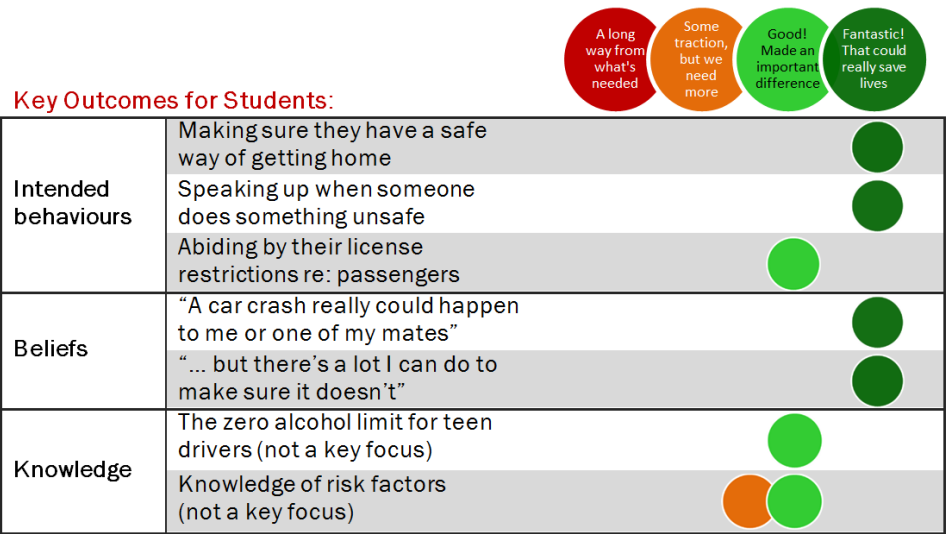 A long
way from
what's
needed
Some
traction,
but we
need
more
Good!
Made an
important
difference
Fantastic!
That could
really save
lives
Key Outcomes for Students:
Intended
behaviours
Making sure they have a safe
way of getting home
Speaking up when someone
does something unsafe
Abiding by their license
restrictions re: passengers
Beliefs
“A car crash really could happen
to me or one of my mates”
“... but there’s a lot I can do to
make sure it doesn’t”
Knowledge
The zero alcohol limit for teen
drivers (not a key focus)
Knowledge of risk factors
(not a key focus)